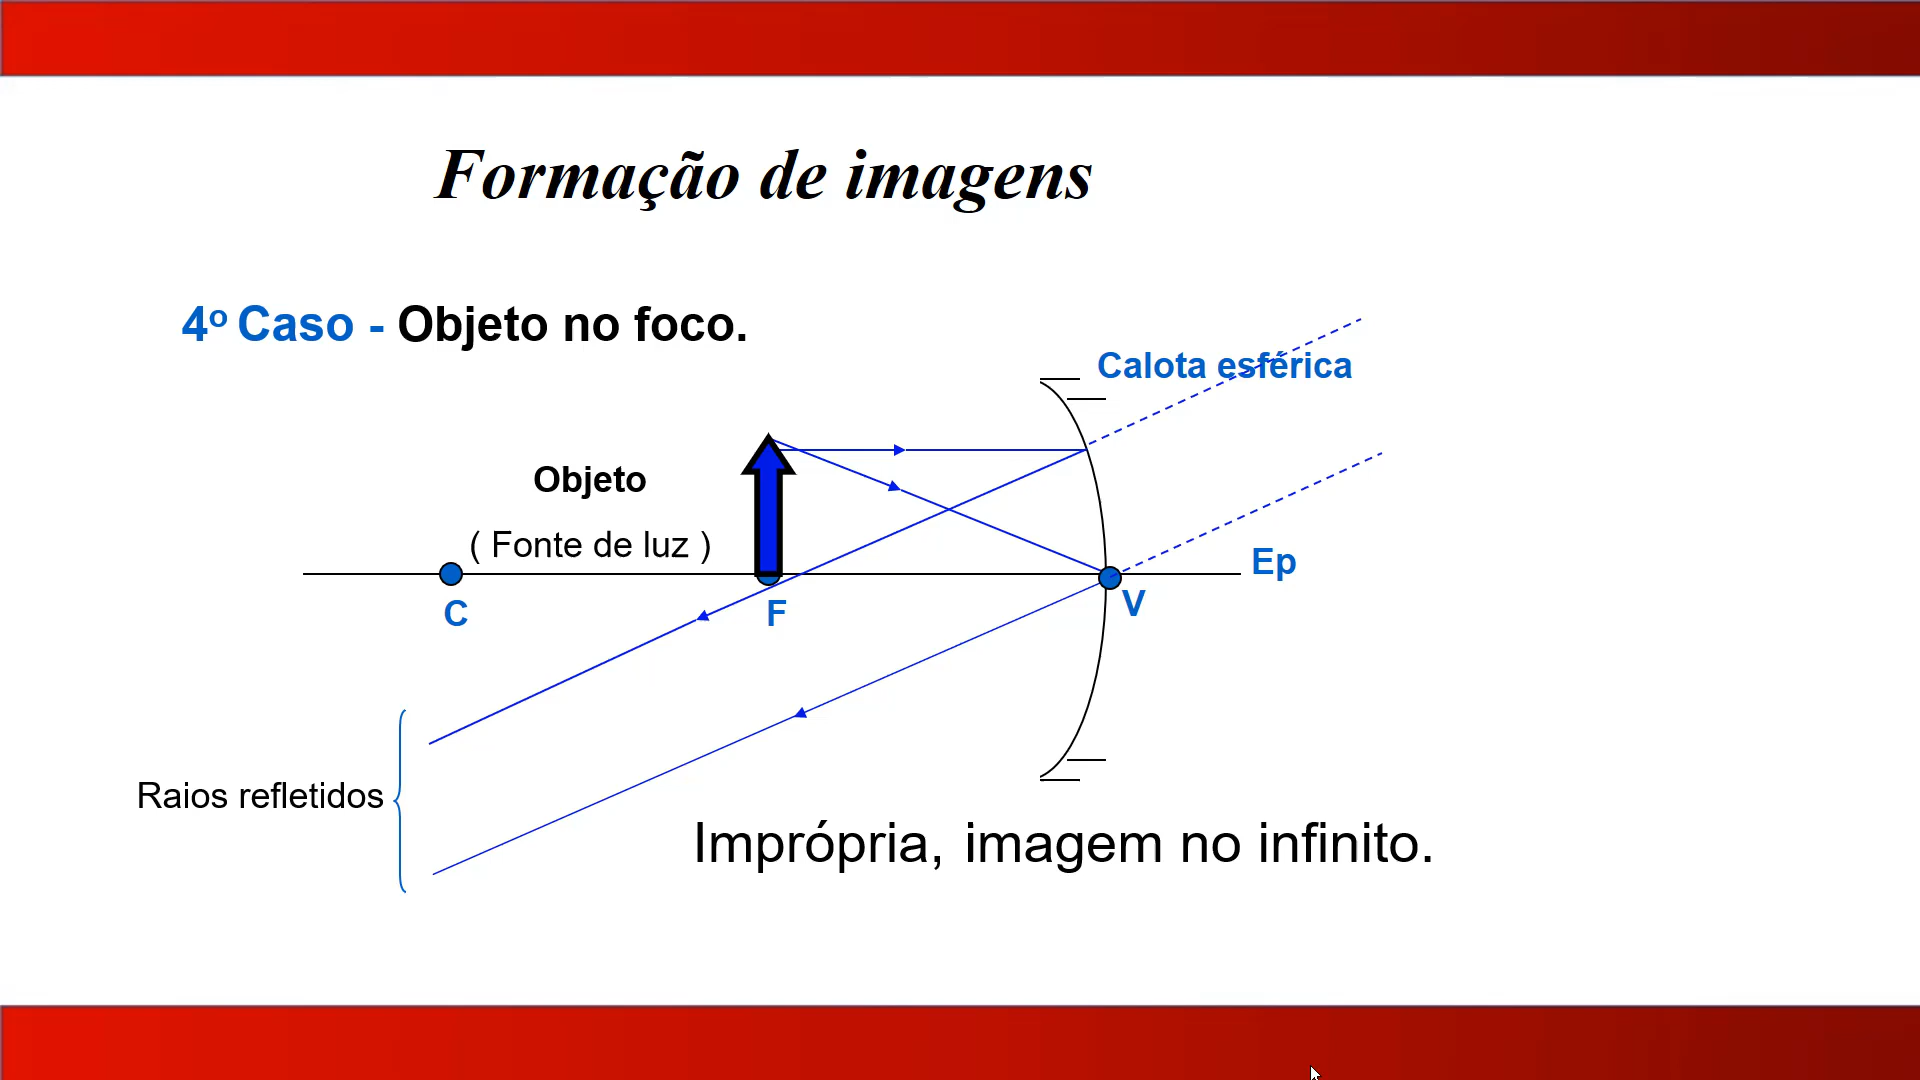 Formação de imagens
4º Caso - Objeto no foco.
Calota esférica
Objeto
( Fonte de luz )
Ep
C
F
V
Raios refletidos
Imprópria, imagem no infinito.